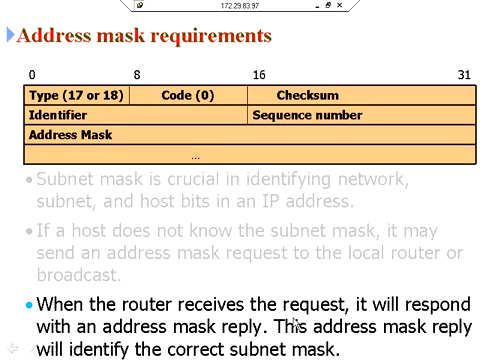 172.29.83.97
Address mask requirements
0 8 16 31
Type (17 or 18) Code (0) Checksum
Identifier Sequence number
Address Mask
...
• Subnet mask is crucial in identifying network,
subnet, and host bits in an IP address.
• If a host does not know the subnet mask, it may
send an address mask request to the local router or
broadcast.
• When the router receives the request, it will respond
with an address mask reply. This address mask reply
will identify the correct subnet mask.